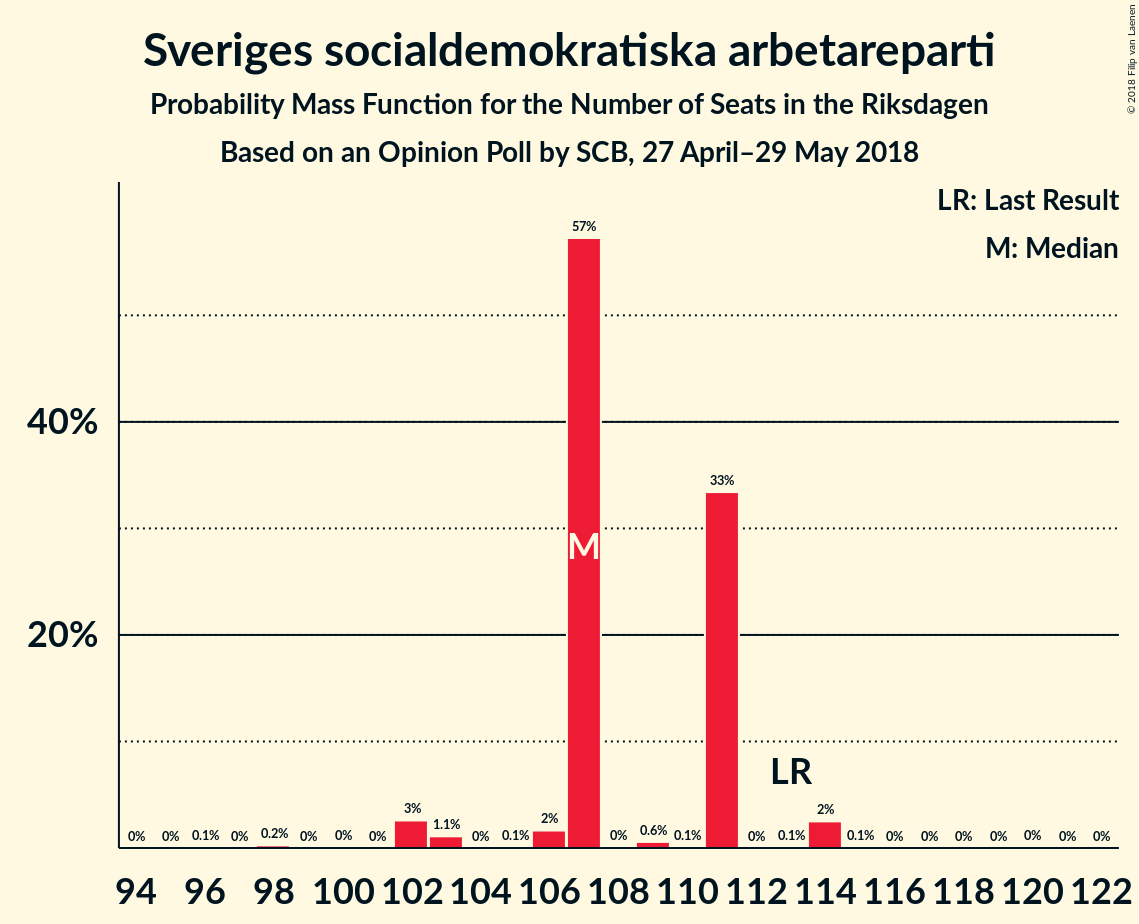 Sveriges socialdemokratiska arbetareparti
Probability Mass Function for the Number of Seats in the Riksdagen
Based on an Opinion Poll by SCB, 27 April–29 May 2018
© 2018 Filip van Laenen
LR: Last Result
M: Median
57%
40%
33%
M
20%
LR
0% 0% 0.1% 0% 0.2% 0% 0% 0% 3% 1.1% 0% 0.1% 2% 0% 0.6% 0.1% 0% 0.1% 2% 0.1% 0% 0% 0% 0% 0% 0% 0%
94 96 98 100 102 104 106 108 110 112 114 116 118 120 122